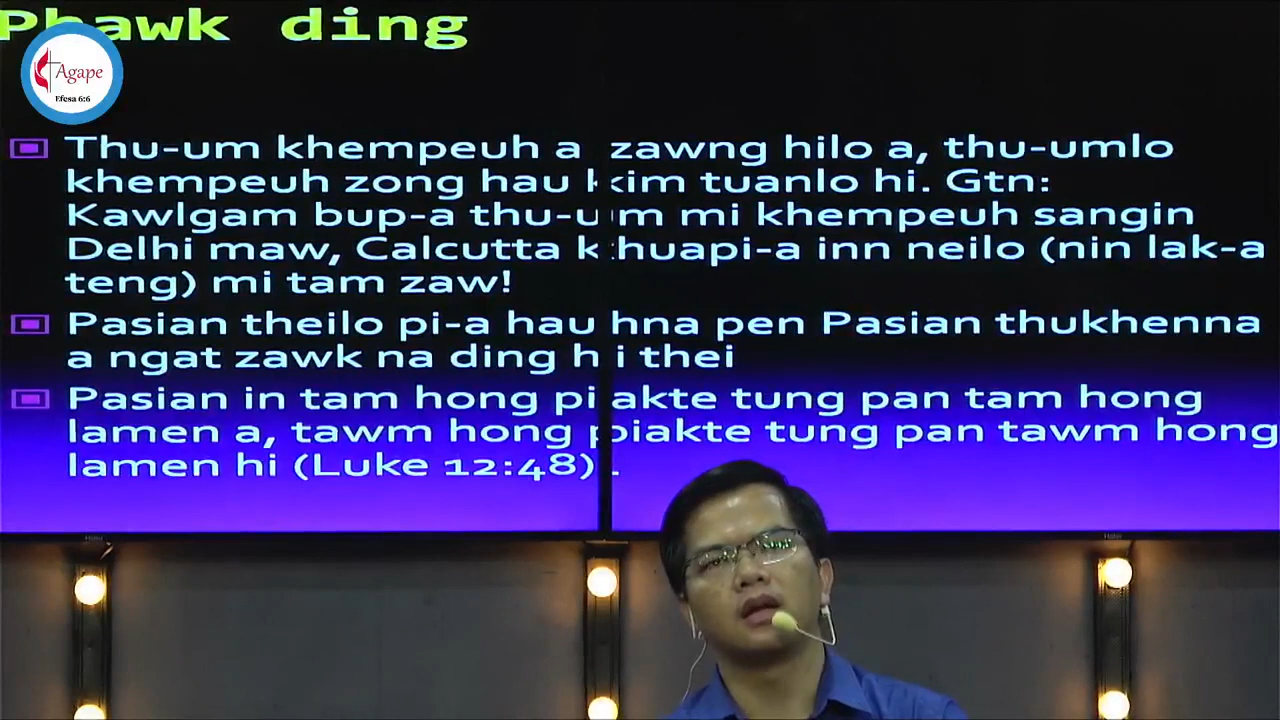 Phawk ding
Agape
Efesa 6:6
Thu-um khempeuh a zawng hilo a, thu-umlo
khempeuh zong hau kim tuanlo hi. Gtn:
Kawlgam bup-a thu-um mi khempeuh sangin
Delhi maw, Calcutta khuapi-a inn neilo (nin lak-a
teng) mi tam zaw!
Pasian theilo pi-a hauhna pen Pasian thukhenna
a ngat zawk na ding hi thei
Pasian in tam hong piakte tung pan tam hong
lamen a, tawm hong piakte tung pan tawm hong
lamen hi (Luke 12:48).
Haier
Haier